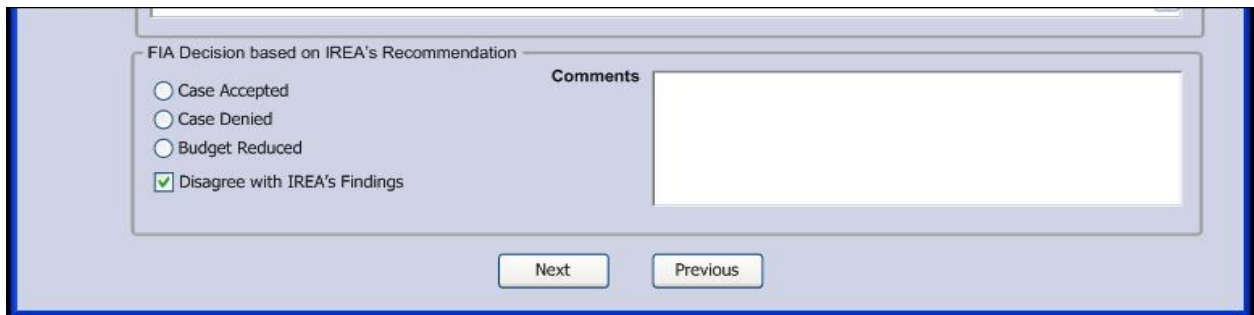 FIA Decision based on IREA's Recommendation
Comments
Case Accepted
Case Denied
Budget Reduced
Disagree with IREA's Findings
Next Previous